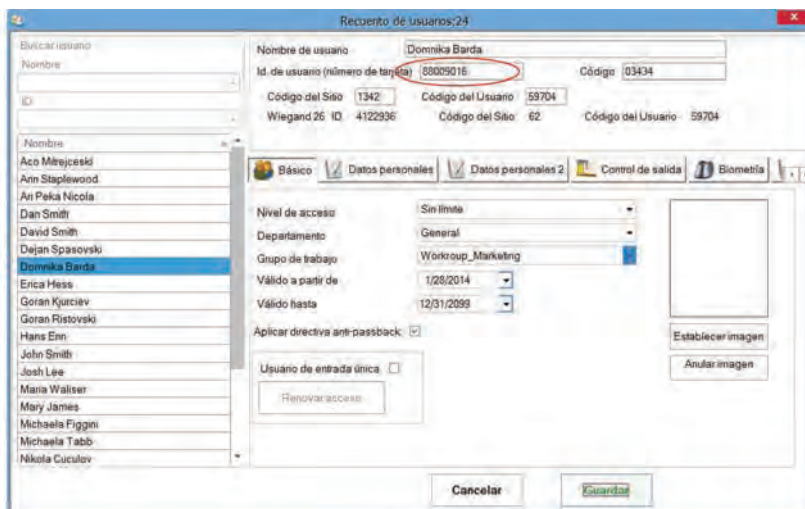 Recuento de usuarios;24
x
Buscar usuario
Nombre
ID
Nombre
Aco Mitrejceski
Ann Staplewood
Ari Peka Nicola
Dan Smith
David Smith
Dejan Spasovski
Domnika Barda
Erica Hess
Goran Kjurciev
Goran Ristovski
Hans Enn
John Smith
Josh Lee
Maria Waliser
Mary James
Michaela Figgini
Michaela Tabb
Nikola Cuculov
Nombre de usuario Domnika Barda
Id. de usuario (número de tarjeta) 88009016 Código 03434
Código del Sitio 1342 Código del Usuario 59704
Wiegand 26 ID 4122936 Código del Sitio 62 Código del Usuario 59704
Básico Datos personales Datos personales 2 Control de salida Biometría
Nivel de acceso Sin límite
Departamento General
Grupo de trabajo Workroup_Marketing
Válido a partir de 1/28/2014
Válido hasta 12/31/2099
Aplicar directiva anti-passback
Usuario de entrada única
Renovar acceso
Establecer imagen
Anular imagen
Cancelar Guardar